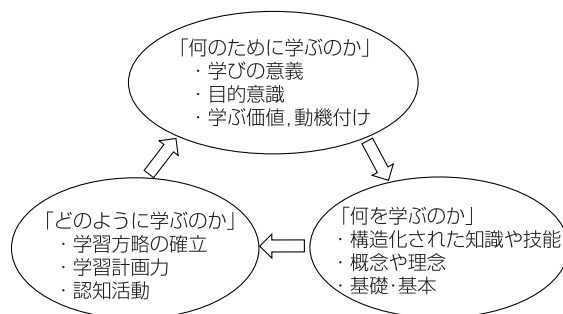 「何のために学ぶのか」
・学びの意義
・目的意識
・学ぶ価値,動機付け
「どのように学ぶのか」
・学習方略の確立
・学習計画力
・認知活動
「何を学ぶのか」
・構造化された知識や技能
・概念や理念
・基礎・基本